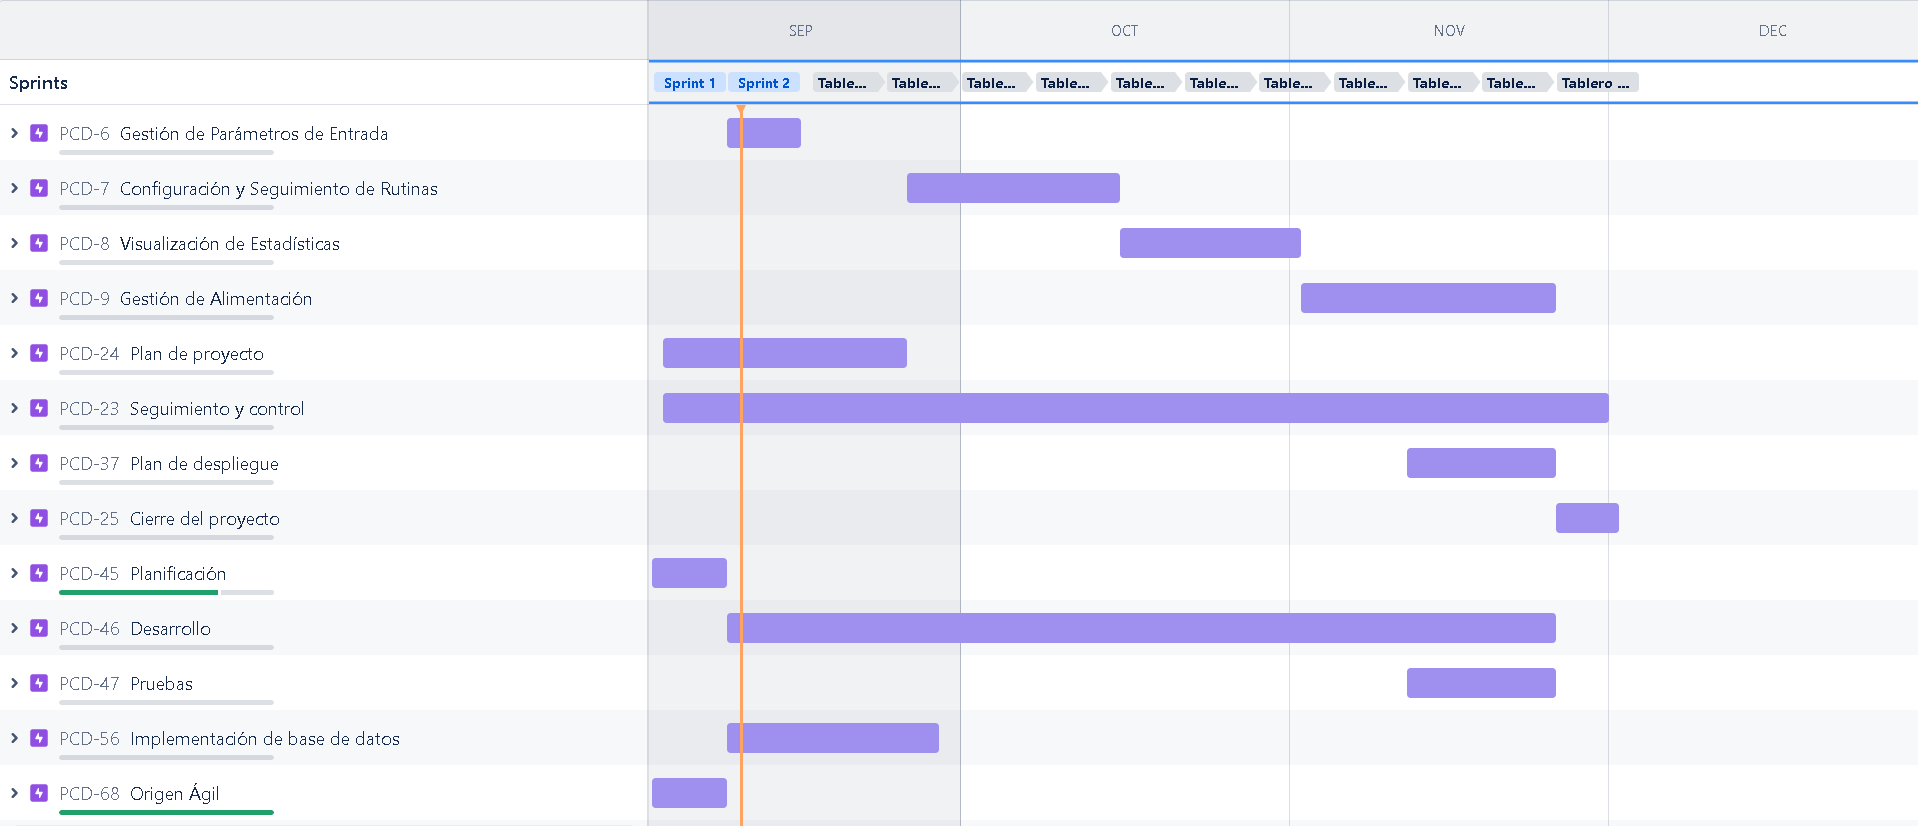 SEP OCT NOV DEC
Sprints Sprint 1 Sprint 2 Table... Table... Table... Table... Table... Table... Table... Table... Table... Table... Tablero ...
PCD-6 Gestión de Parámetros de Entrada
PCD-7 Configuración y Seguimiento de Rutinas
PCD-8 Visualización de Estadísticas
PCD-9 Gestión de Alimentación
PCD-24 Plan de proyecto
PCD-23 Seguimiento y control
PCD-37 Plan de despliegue
PCD-25 Cierre del proyecto
PCD-45 Planificación
PCD-46 Desarrollo
PCD-47 Pruebas
PCD-56 Implementación de base de datos
PCD-68 Origen Ágil